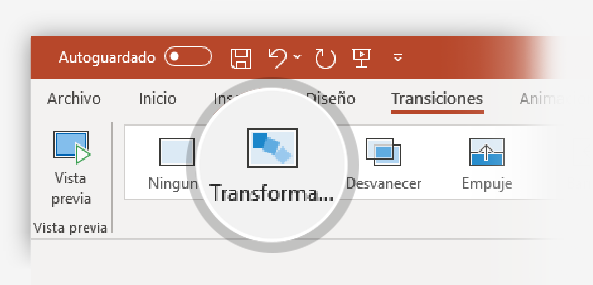 Autoguardado
Archivo Inicio Diseño Transiciones
Vista previa Transforma... Desvanecer Empuje
Vista previa